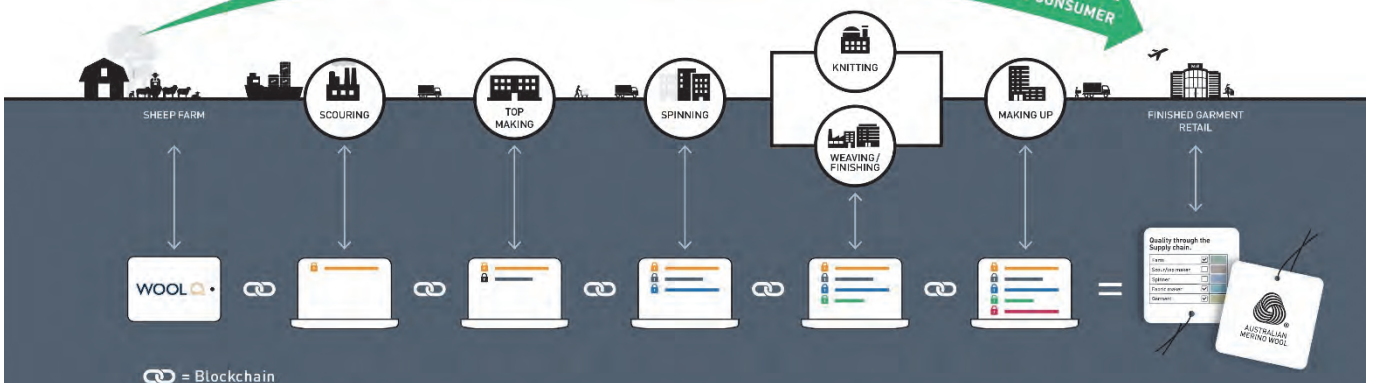 CONSUMER
KNITTING
SHEEP FARM
SCOURING
TOP
MAKING
SPINNING
MAKING UP
FINISHED GARMENT
RETAIL
WEAVING /
FINISHING
Quality through the
Supply chain.
Farm
Spinner
Garment
WOOL Q
=
AUSTRALIAN
MERINO WOOL
= Blockchain